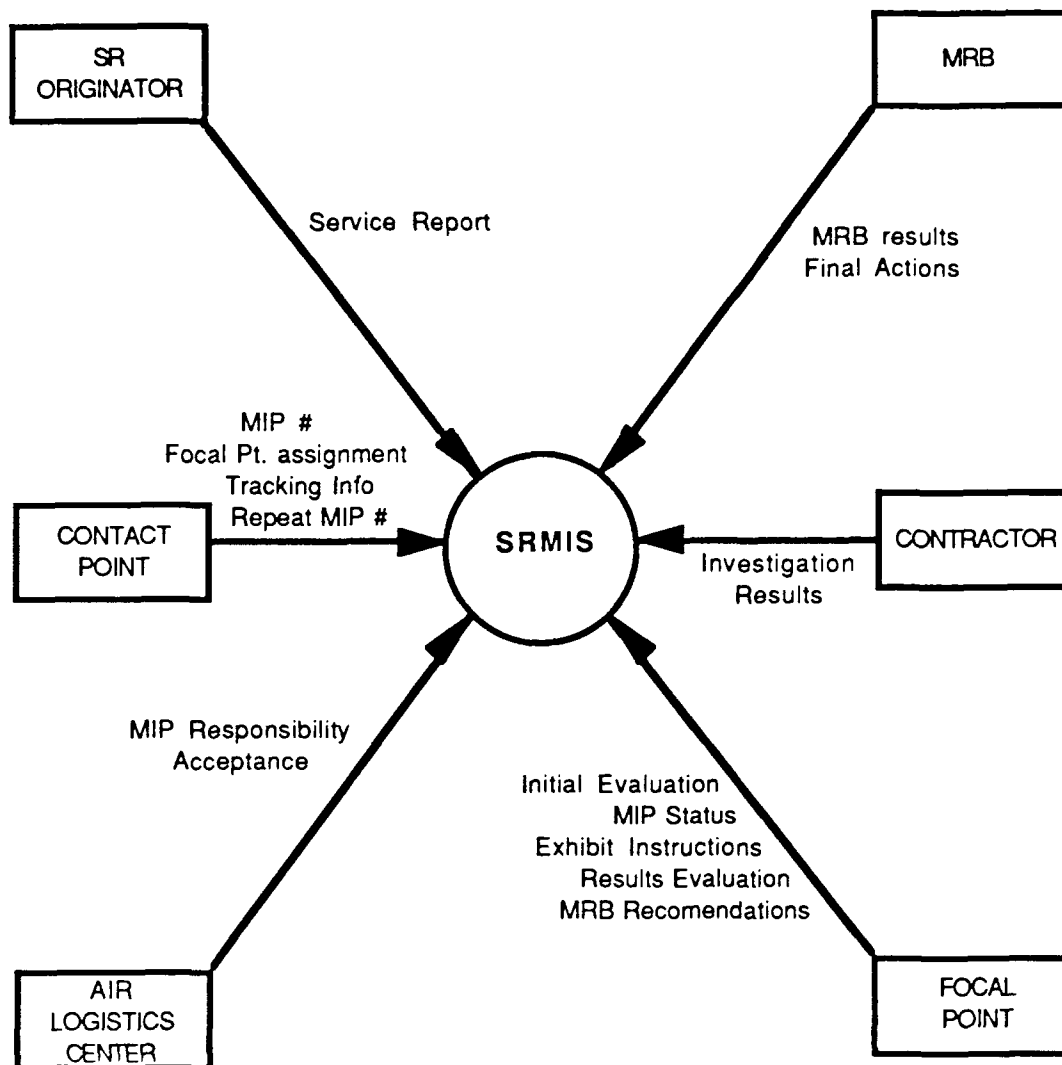 SR
ORIGINATOR
MRB
Service Report
MRB results
Final Actions
MIP #
Focal Pt. assignment
Tracking Info
Repeat MIP #
CONTACT
POINT
SRMIS
CONTRACTOR
Investigation
Results
MIP Responsibility
Acceptance
Initial Evaluation
MIP Status
Exhibit Instructions
Results Evaluation
MRB Recomendations
AIR
LOGISTICS
CENTER
FOCAL
POINT